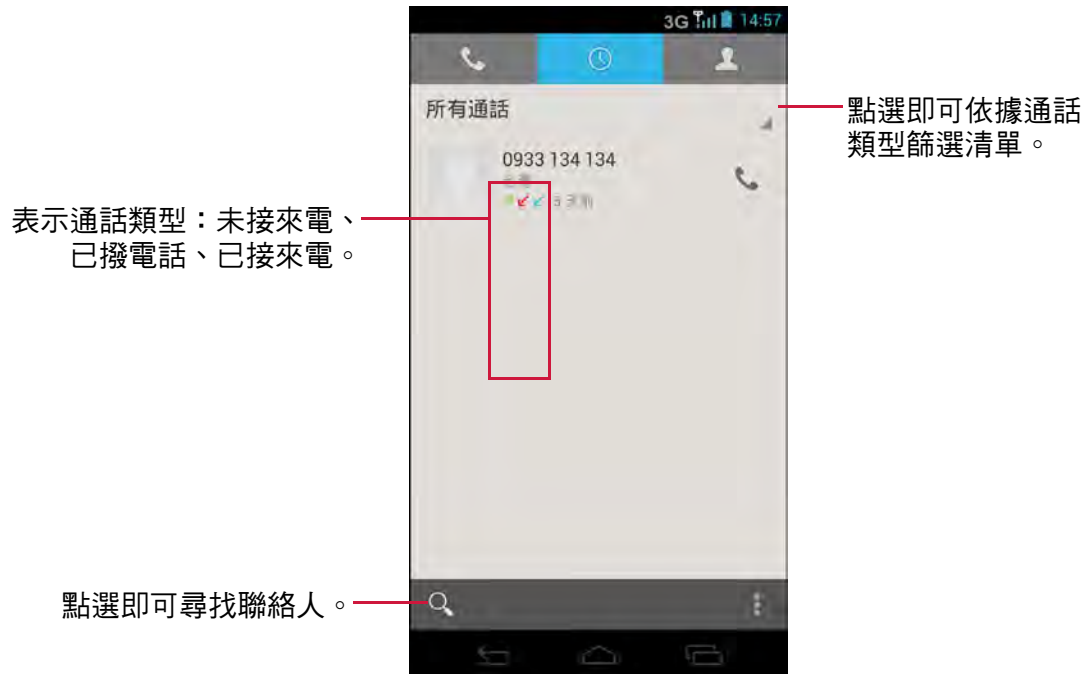 3G 14:57
所有通話
點選即可依據通話
類型篩選清單。
0933 134 134
表示通話類型：未接來電、
已撥電話、已接來電。
點選即可尋找聯絡人。